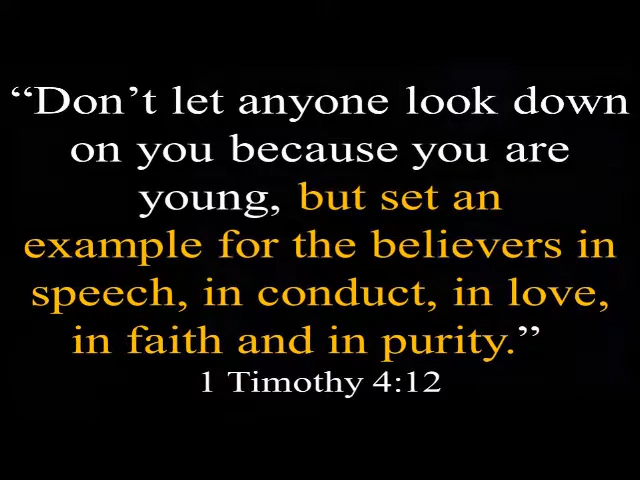 “Don’t let anyone look down
on you because you are
young, but set an
example for the believers in
speech, in conduct, in love,
in faith and in purity.”
1 Timothy 4:12